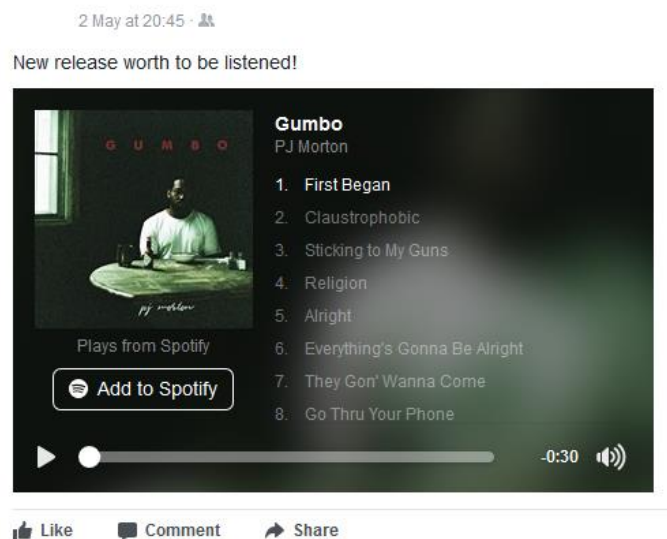 2 May at 20:45 ·
New release worth to be listened!
GUMBO
pj morton
Plays from Spotify
Add to Spotify
Gumbo
PJ Morton
1. First Began
2. Claustrophobic
3. Sticking to My Guns
4. Religion
5. Alright
6. Everything's Gonna Be Alright
7. They Gon' Wanna Come
8. Go Thru Your Phone
-0:30
Like Comment Share